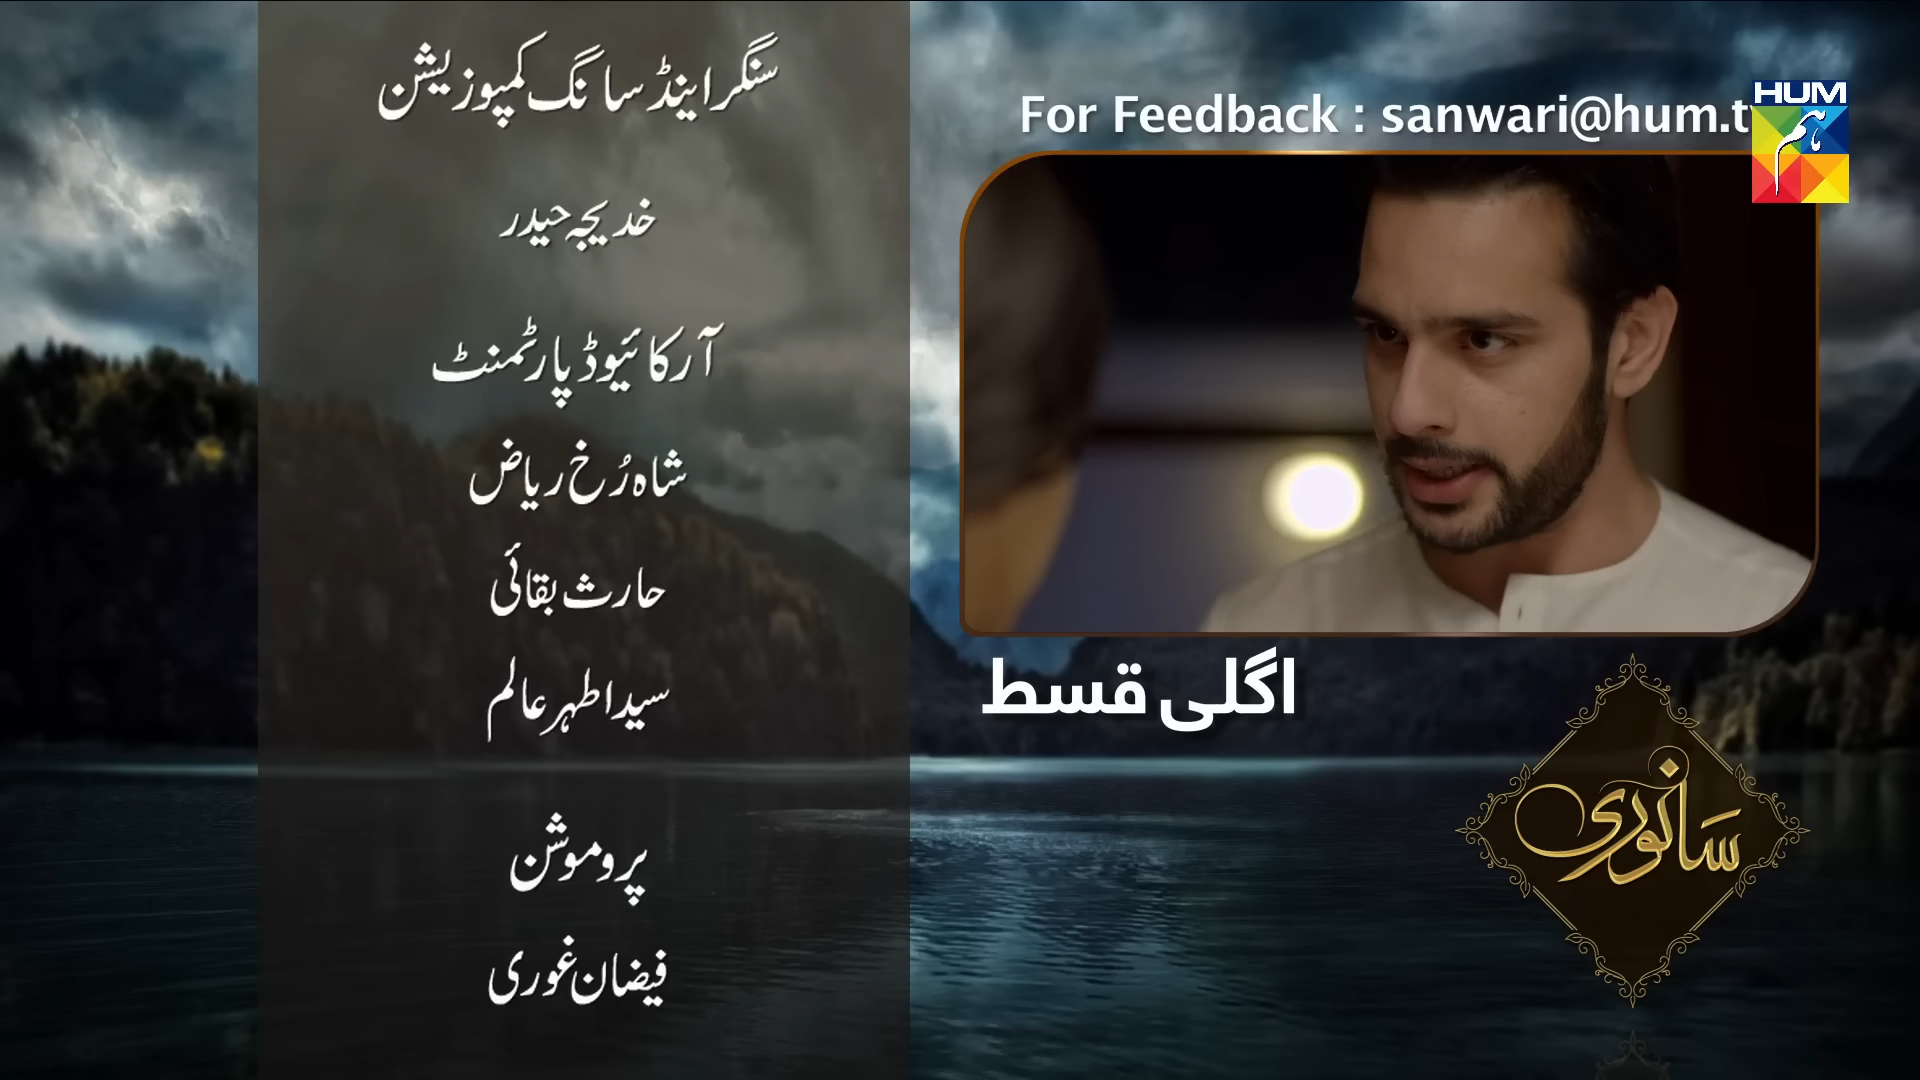 سنگر اینڈ سانگ کمپوزیشن
خدیجہ حیدر
آرکائیو ڈپارٹمنٹ
شاہ رُخ ریاض
حارث بقائی
سید اطہر عالم
پروموشن
فیضان غوری
For Feedback : sanwari@hum.t
HUM
ہم
اگلی قسط
سانوری